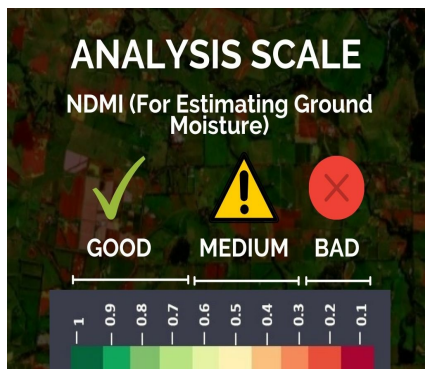 ANALYSIS SCALE
NDMI (For Estimating Ground
Moisture)
GOOD MEDIUM BAD
1 0.9 0.8 0.7 0.6 0.5 0.4 0.3 0.2 0.1